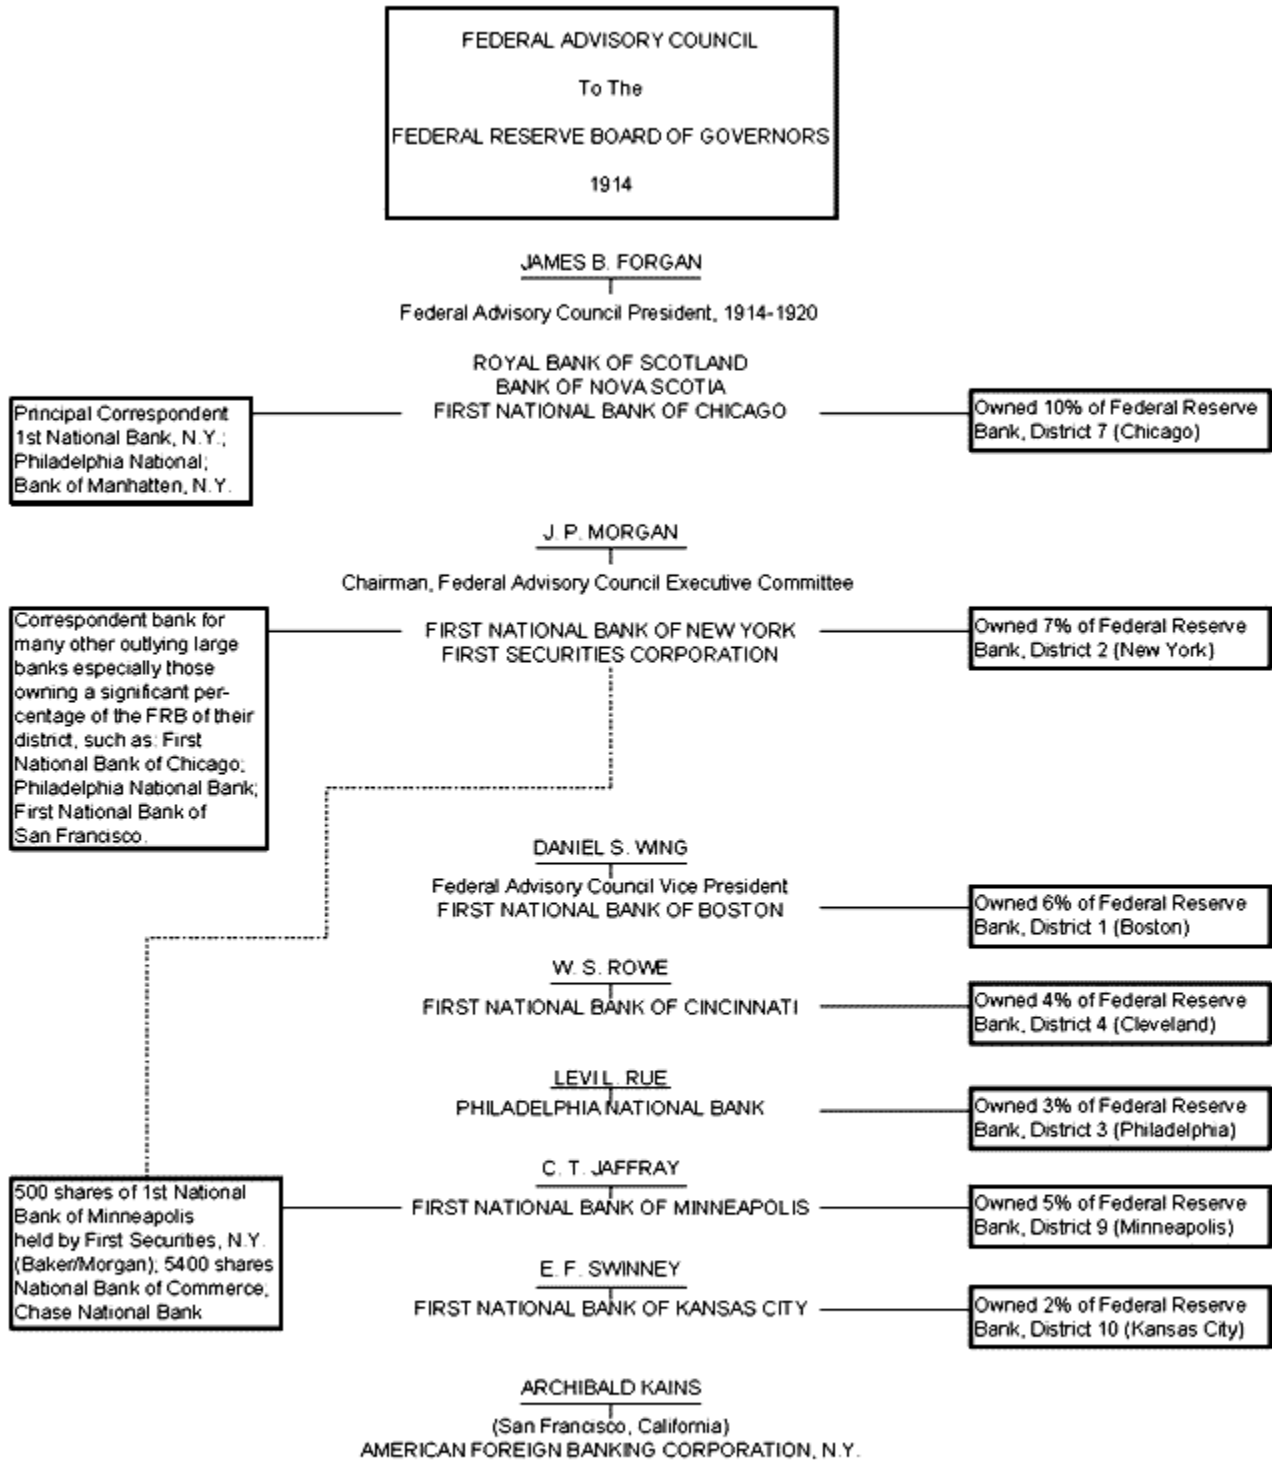 FEDERAL ADVISORY COUNCIL
To The
FEDERAL RESERVE BOARD OF GOVERNORS
1914
JAMES B. FORGAN
Federal Advisory Council President, 1914-1920
ROYAL BANK OF SCOTLAND
BANK OF NOVA SCOTIA
FIRST NATIONAL BANK OF CHICAGO
Principal Correspondent
1st National Bank, N.Y.;
Philadelphia National;
Bank of Manhatten, N.Y.
Owned 10% of Federal Reserve
Bank, District 7 (Chicago)
J. P. MORGAN
Chairman, Federal Advisory Council Executive Committee
Correspondent bank for
many other outlying large
banks especially those
owning a significant per-
centage of the FRB of their
district, such as: First
National Bank of Chicago;
Philadelphia National Bank;
First National Bank of
San Francisco.
FIRST NATIONAL BANK OF NEW YORK
FIRST SECURITIES CORPORATION
Owned 7% of Federal Reserve
Bank, District 2 (New York)
DANIEL S. WING
Federal Advisory Council Vice President
FIRST NATIONAL BANK OF BOSTON
Owned 6% of Federal Reserve
Bank, District 1 (Boston)
W. S. ROWE
FIRST NATIONAL BANK OF CINCINNATI
Owned 4% of Federal Reserve
Bank, District 4 (Cleveland)
LEVI L. RUE
PHILADELPHIA NATIONAL BANK
Owned 3% of Federal Reserve
Bank, District 3 (Philadelphia)
C. T. JAFFRAY
500 shares of 1st National
Bank of Minneapolis
held by First Securities, N.Y.
(Baker/Morgan); 5400 shares
National Bank of Commerce;
Chase National Bank
FIRST NATIONAL BANK OF MINNEAPOLIS
Owned 5% of Federal Reserve
Bank, District 9 (Minneapolis)
E. F. SWINNEY
FIRST NATIONAL BANK OF KANSAS CITY
Owned 2% of Federal Reserve
Bank, District 10 (Kansas City)
ARCHIBALD KAINS
(San Francisco, California)
AMERICAN FOREIGN BANKING CORPORATION, N.Y.